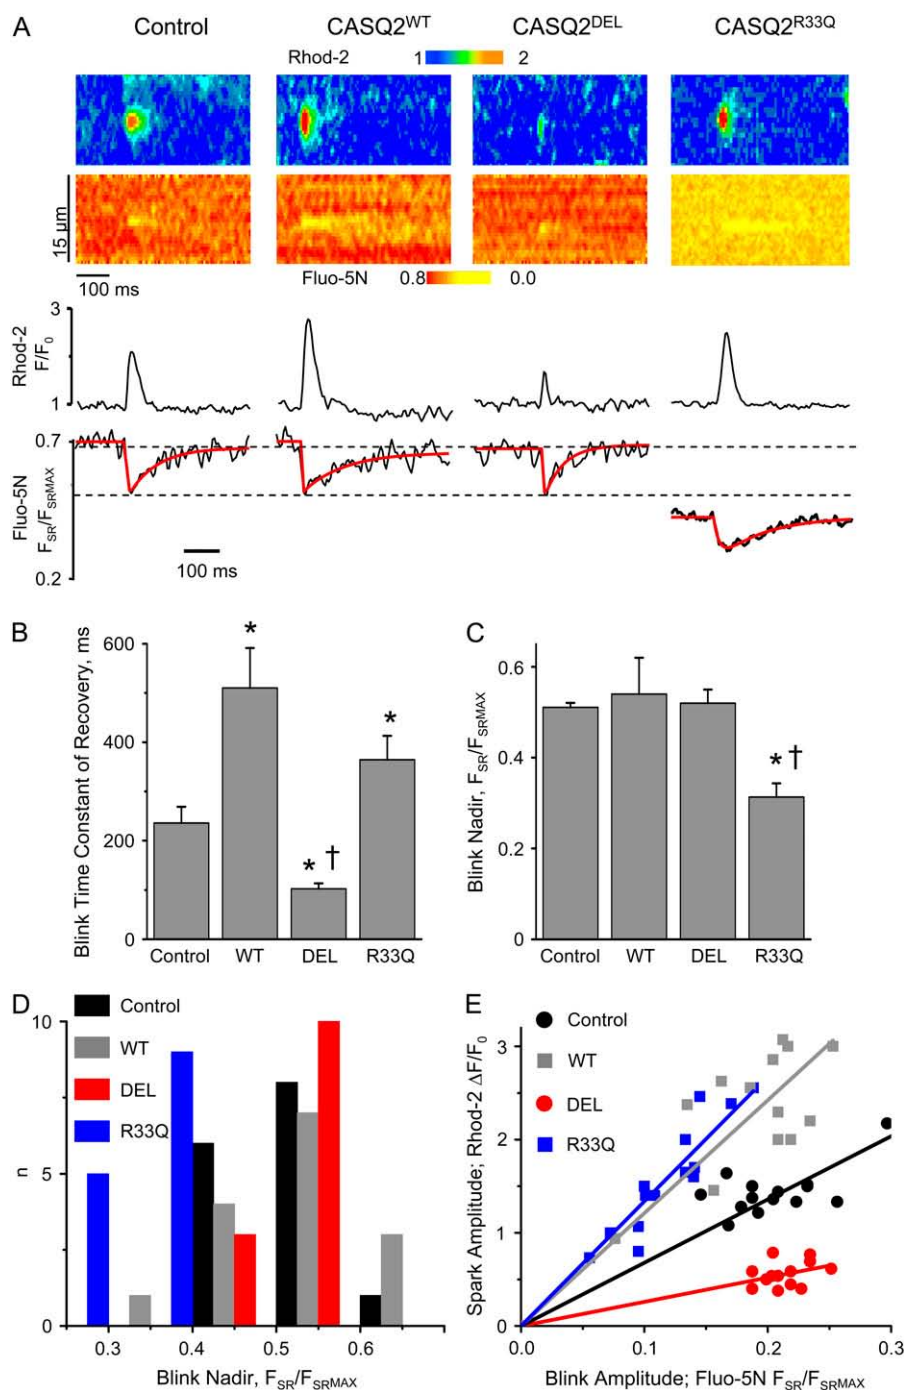 A
Control CASQ2WT CASQ2DEL CASQ2R33Q
Rhod-2 1 2
15 μm
100 ms
Fluo-5N 0.8 0.0
3
Rhod-2
F/F0
1
0.7
Fluo-5N
FSR/FSRMAX
0.2
100 ms
B
Blink Time Constant of Recovery, ms
600
400
200
0
*
* †
*
Control WT DEL R33Q
C
Blink Nadir, FSR/FSRMAX
0.6
0.4
0.2
0
* †
Control WT DEL R33Q
D
Control
WT
DEL
R33Q
n
10
5
0
0.3 0.4 0.5 0.6
Blink Nadir, FSR/FSRMAX
E
Control
WT
DEL
R33Q
Spark Amplitude; Rhod-2 ΔF/F0
3
2
1
0
0.0 0.1 0.2 0.3
Blink Amplitude; Fluo-5N FSR/FSRMAX